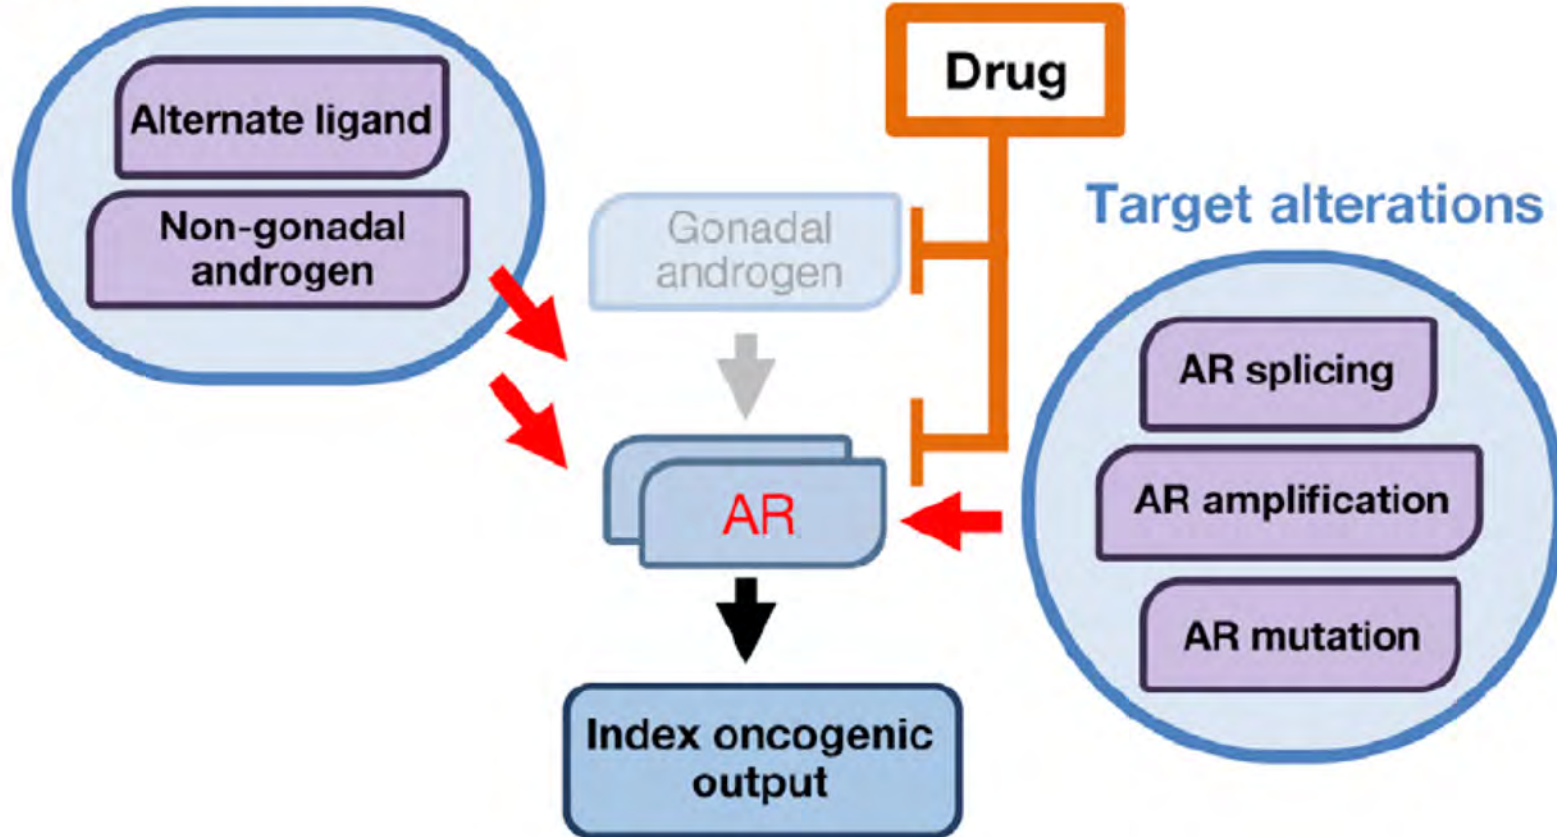 Alternate ligand
Non-gonadal
androgen
Drug
Gonadal
androgen
Target alterations
AR splicing
AR amplification
AR mutation
AR
Index oncogenic
output